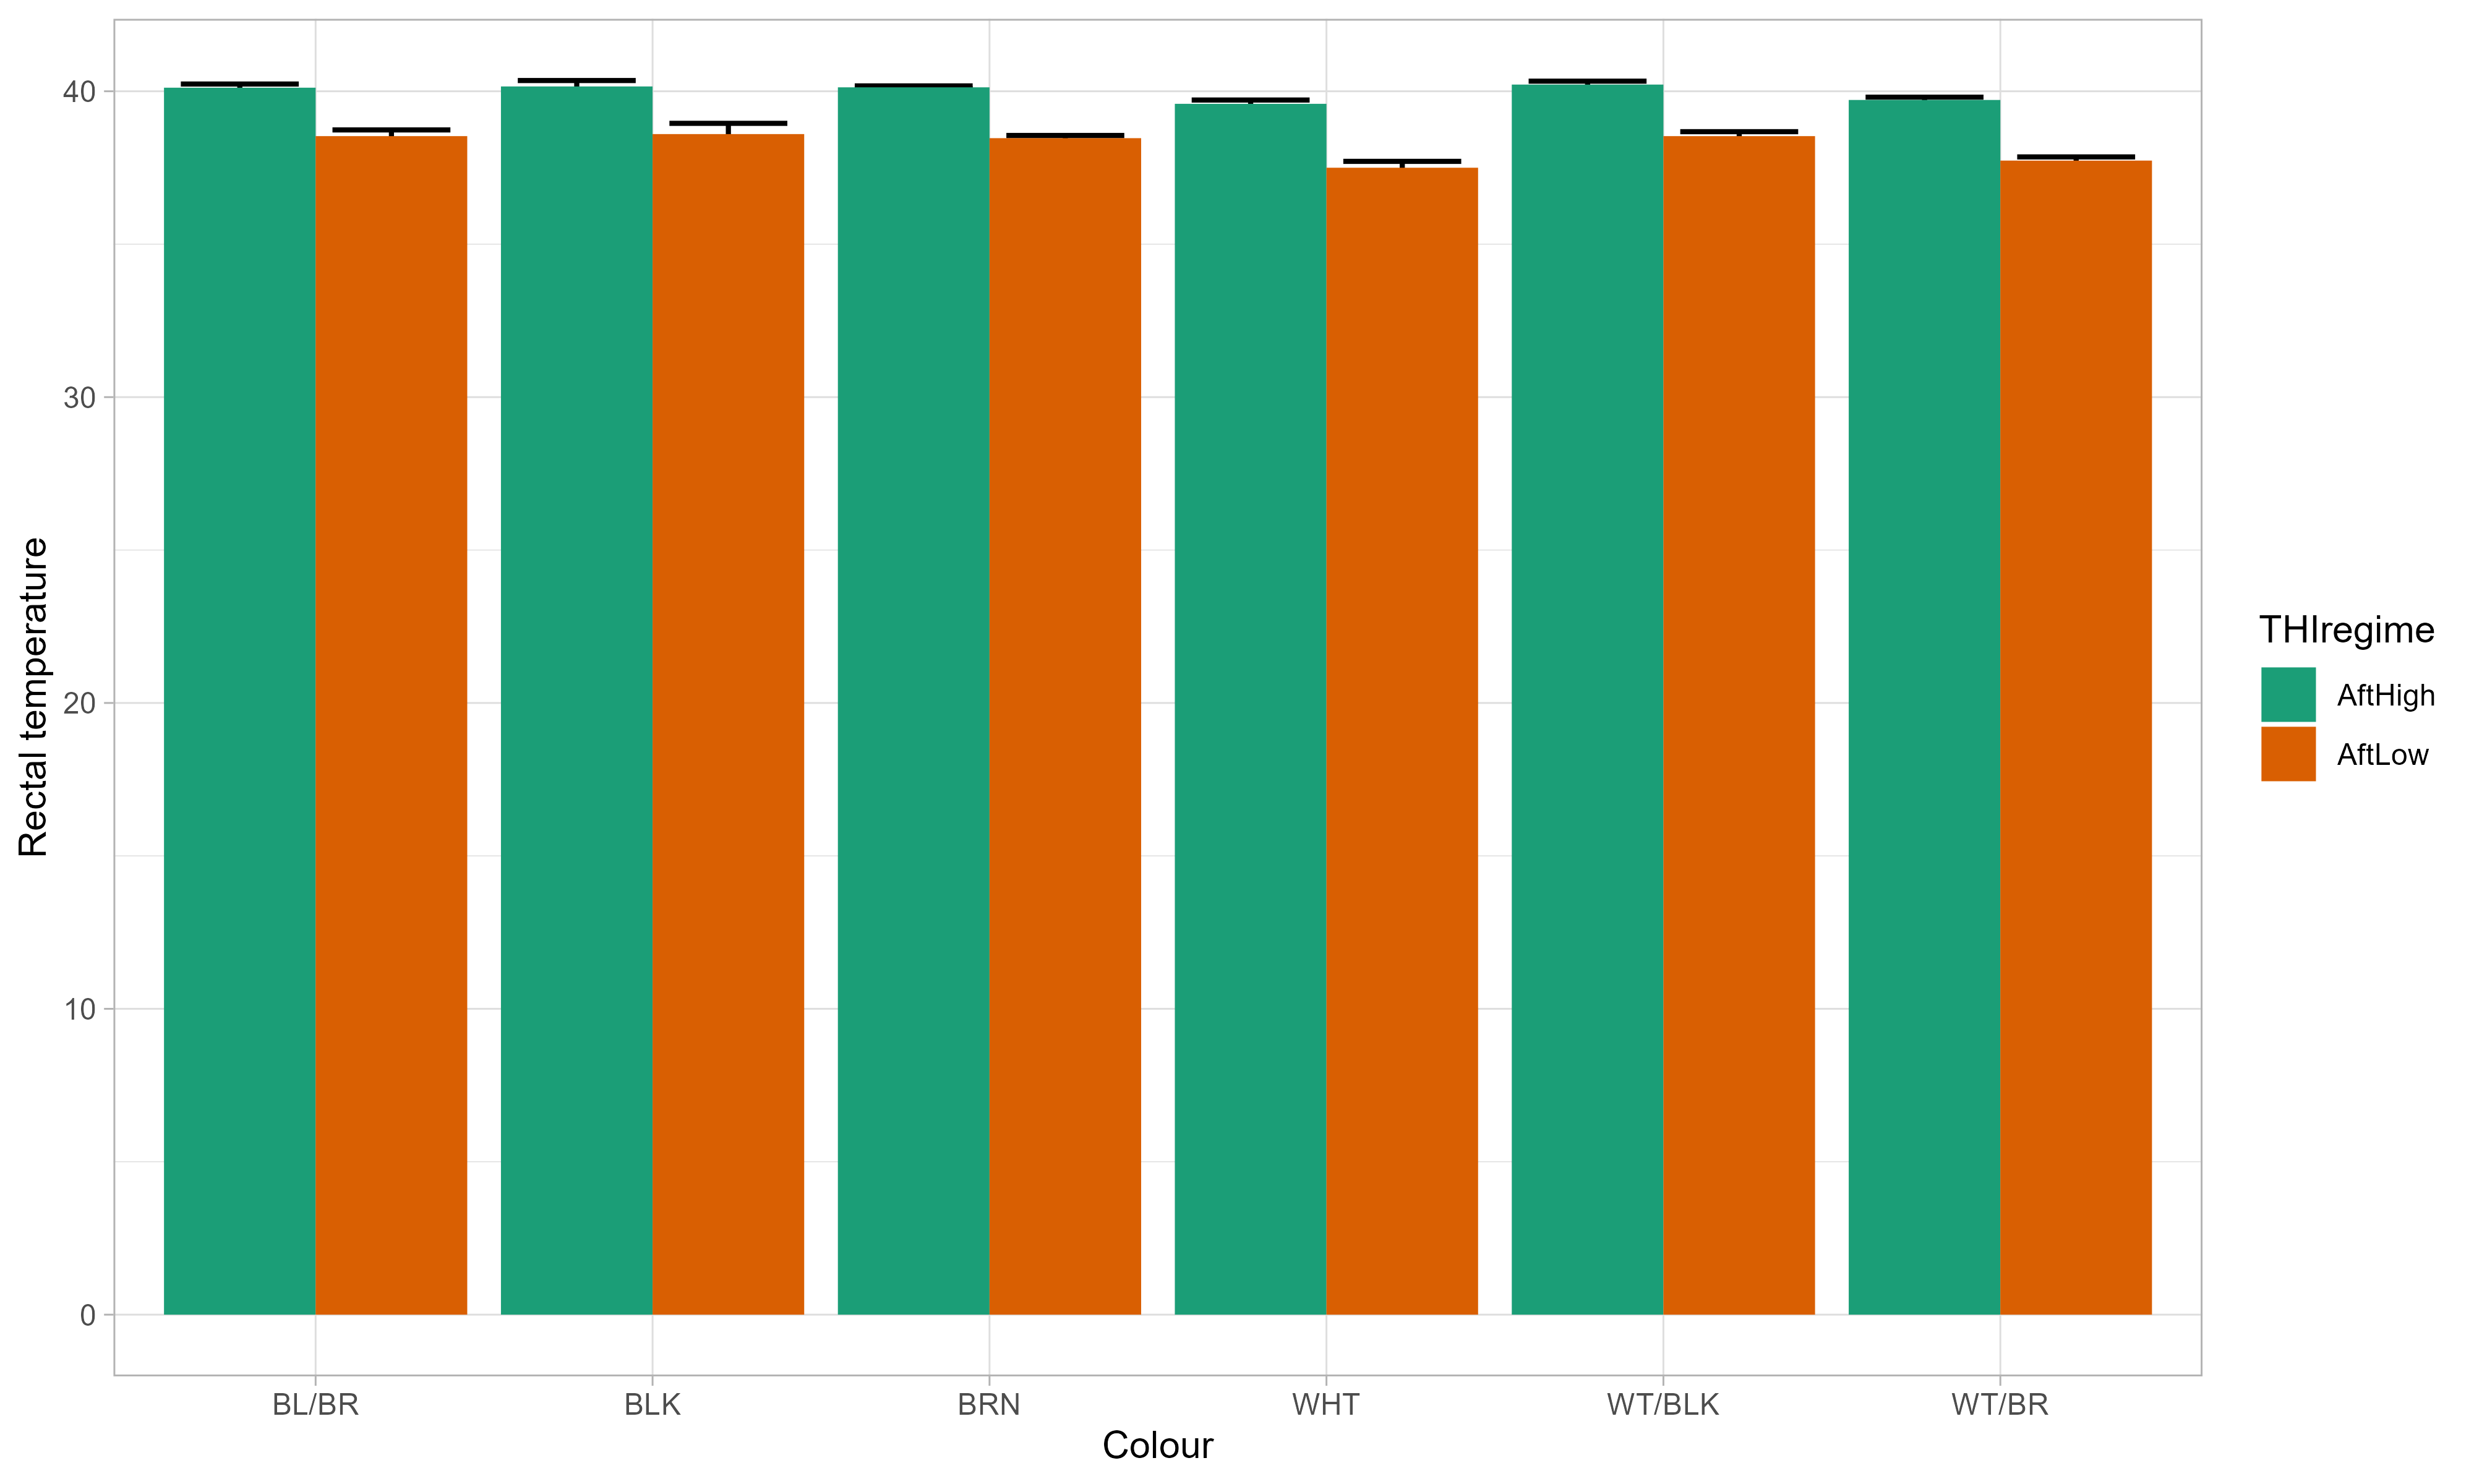 40
30
20
10
0
Rectal temperature
BL/BR BLK BRN WHT WT/BLK WT/BR
Colour
THIregime
AftHigh
AftLow